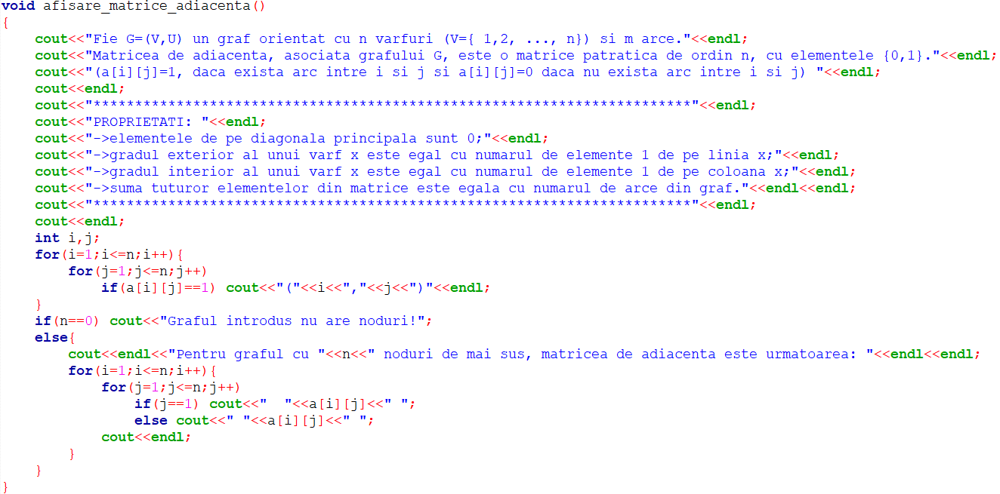 void afisare_matrice_adiacenta()
{
    cout<<"Fie G=(V,U) un graf orientat cu n varfuri (V={ 1,2, ..., n}) si m arce."<<endl;
    cout<<"Matricea de adiacenta, asociata grafului G, este o matrice patratica de ordin n, cu elementele {0,1}."<<endl;
    cout<<"(a[i][j]=1, daca exista arc intre i si j si a[i][j]=0 daca nu exista arc intre i si j) "<<endl;
    cout<<endl;
    cout<<"************************************************************************"<<endl;
    cout<<"PROPRIETATI: "<<endl;
    cout<<"->elementele de pe diagonala principala sunt 0;"<<endl;
    cout<<"->gradul exterior al unui varf x este egal cu numarul de elemente 1 de pe linia x;"<<endl;
    cout<<"->gradul interior al unui varf x este egal cu numarul de elemente 1 de pe coloana x;"<<endl;
    cout<<"->suma tuturor elementelor din matrice este egala cu numarul de arce din graf."<<endl<<endl;
    cout<<"************************************************************************"<<endl;
    cout<<endl;
    int i,j;
    for(i=1;i<=n;i++){
        for(j=1;j<=n;j++)
            if(a[i][j]==1) cout<<"("<<i<<","<<j<<")"<<endl;
    }
    if(n==0) cout<<"Graful introdus nu are noduri!";
    else{
        cout<<endl<<"Pentru graful cu "<<n<<" noduri de mai sus, matricea de adiacenta este urmatoarea: "<<endl<<endl;
        for(i=1;i<=n;i++){
            for(j=1;j<=n;j++)
                if(j==1) cout<<"  "<<a[i][j]<<" ";
                else cout<<" "<<a[i][j]<<" ";
            cout<<endl;
        }
    }
}